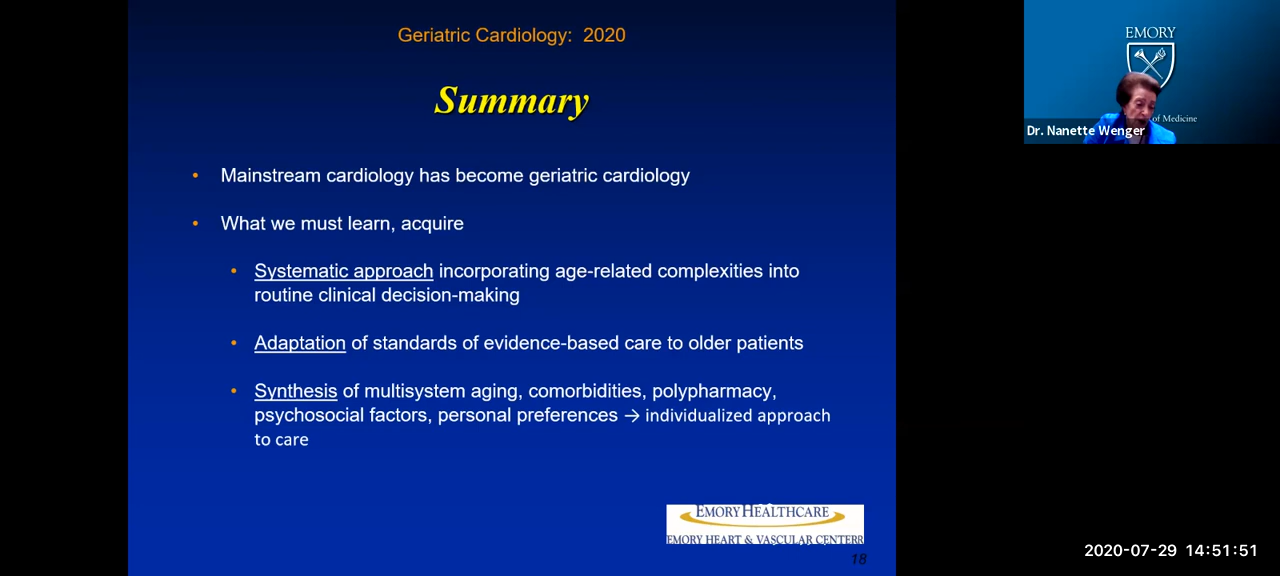 Geriatric Cardiology: 2020
Summary
• Mainstream cardiology has become geriatric cardiology
• What we must learn, acquire
• Systematic approach incorporating age-related complexities into
routine clinical decision-making
• Adaptation of standards of evidence-based care to older patients
• Synthesis of multisystem aging, comorbidities, polypharmacy,
psychosocial factors, personal preferences → individualized approach
to care
EMORY HEALTHCARE
EMORY HEART & VASCULAR CENTERR
18
EMORY
of Medicine
Dr. Nanette Wenger
2020-07-29 14:51:51